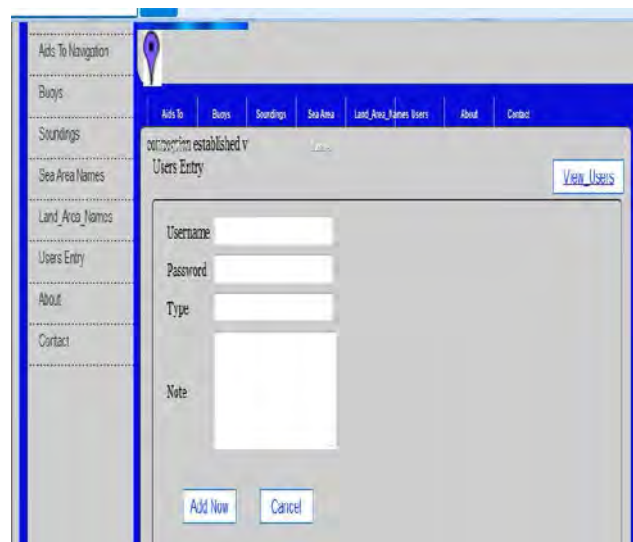 Aids To Navigation
Buoys
Soundings
Sea Area Names
Land_Area_Names
Users Entry
About
Contact
Aids To Buoys Soundings Sea Area Land_Area_Names Users About Contact
connection established v
Users Entry
View_Users
Username
Password
Type
Note
Add Now Cancel